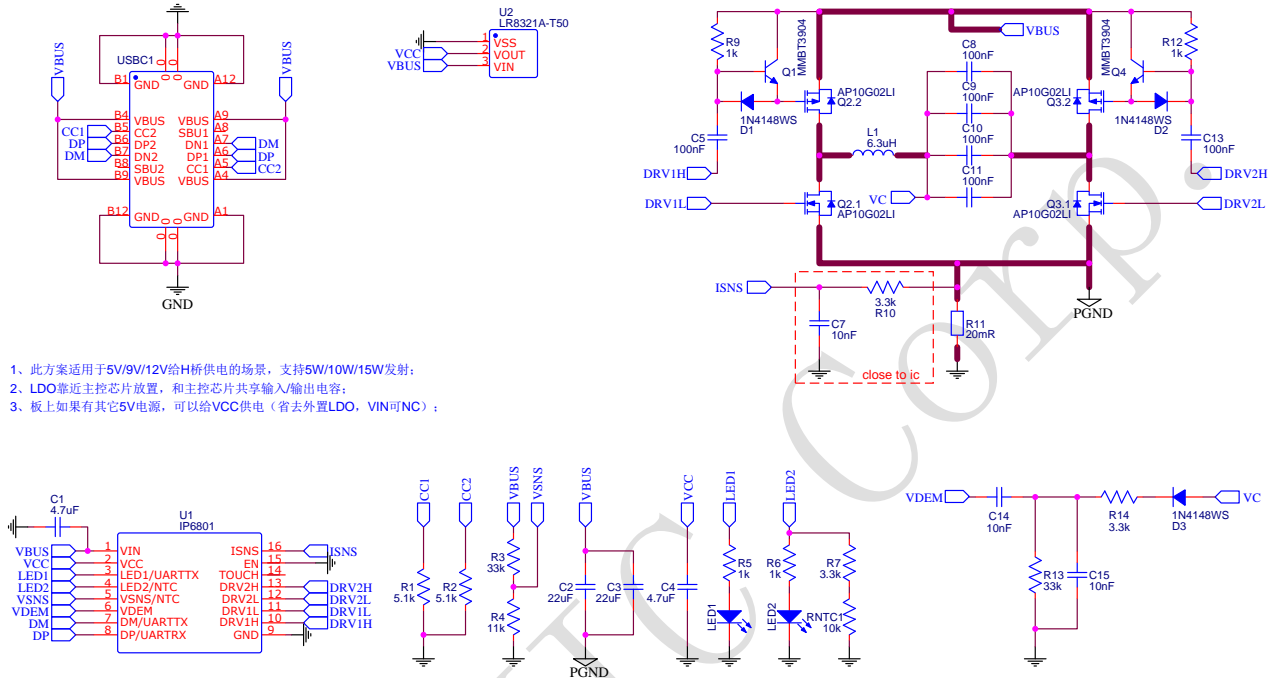 VBUS
USBC1
VBUS
B1
GND
GND
A12
0
0
B4
VBUS
VBUS
A9
CC1
B5
CC2
SBU1
A8
DP
B6
DP2
DN1
A7
DM
DM
B7
DN2
DP1
A6
DP
B8
SBU2
CC1
A5
CC2
B9
VBUS
VBUS
A4
B12
GND
GND
A1
0
0
GND
U2
LR8321A-T50
1
VSS
VCC
2
VOUT
VBUS
3
VIN
R9
1k
Q1
MMBT3904
VBUS
C8
100nF
C9
100nF
C10
100nF
C11
100nF
MMBT3904
Q4
R12
1k
AP10G02LI
Q2.2
AP10G02LI
Q3.2
1N4148WS
D1
1N4148WS
D2
C5
100nF
L1
6.3uH
C13
100nF
DRV1H
DRV2H
DRV1L
Q2.1
AP10G02LI
VC
Q3.1
AP10G02LI
DRV2L
ISNS
3.3k
R10
C7
10nF
close to ic
R11
20mR
PGND
1、此方案适用于5V/9V/12V给H桥供电的场景，支持5W/10W/15W发射；
2、LDO靠近主控芯片放置，和主控芯片共享输入/输出电容；
3、板上如果有其它5V电源，可以给VCC供电（省去外置LDO，VIN可NC）；
C1
4.7uF
U1
IP6801
VBUS
1
VIN
ISNS
16
ISNS
VCC
2
VCC
EN
15
LED1
3
LED1/UARTTX
TOUCH
14
LED2
4
LED2/NTC
DRV2H
13
DRV2H
VSNS
5
VSNS/NTC
DRV2L
12
DRV2L
VDEM
6
VDEM
DRV1L
11
DRV1L
DM
7
DM/UARTTX
DRV1H
10
DRV1H
DP
8
DP/UARTRX
GND
9
CC1
CC2
R1
5.1k
R2
5.1k
VBUS
VSNS
R3
33k
R4
11k
VBUS
C2
22uF
C3
22uF
PGND
VCC
C4
4.7uF
LED1
R5
1k
LED1
LED2
R6
1k
R7
3.3k
LED2
RNTC1
10k
VDEM
C14
10nF
R14
3.3k
1N4148WS
D3
VC
R13
33k
C15
10nF
IC Corp.